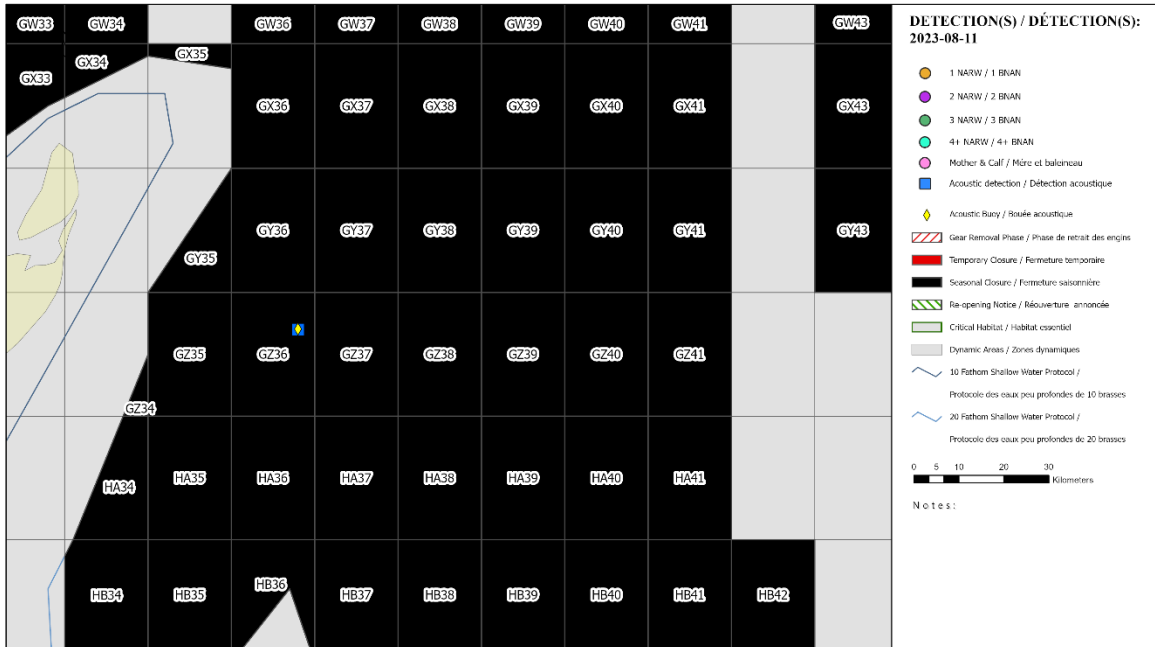 GW33 GW34 GW36 GW37 GW38 GW39 GW40 GW41 GW43
GX33 GX34 GX35
GX36 GX37 GX38 GX39 GX40 GX41 GX43
GY35 GY36 GY37 GY38 GY39 GY40 GY41 GY43
GZ35 GZ36 GZ37 GZ38 GZ39 GZ40 GZ41
GZ34
HA34 HA35 HA36 HA37 HA38 HA39 HA40 HA41
HB34 HB35 HB36 HB37 HB38 HB39 HB40 HB41 HB42
DETECTION(S) / DÉTECTION(S):
2023-08-11
1 NARW / 1 BNAN
2 NARW / 2 BNAN
3 NARW / 3 BNAN
4+ NARW / 4+ BNAN
Mother & Calf / Mère et baleineau
Acoustic detection / Détection acoustique
Acoustic Buoy / Bouée acoustique
Gear Removal Phase / Phase de retrait des engins
Temporary Closure / Fermeture temporaire
Seasonal Closure / Fermeture saisonnière
Re-opening Notice / Réouverture annoncée
Critical Habitat / Habitat essentiel
Dynamic Areas / Zones dynamiques
10 Fathom Shallow Water Protocol /
Protocole des eaux peu profondes de 10 brasses
20 Fathom Shallow Water Protocol /
Protocole des eaux peu profondes de 20 brasses
0 5 10 20 30
Kilometers
Notes: